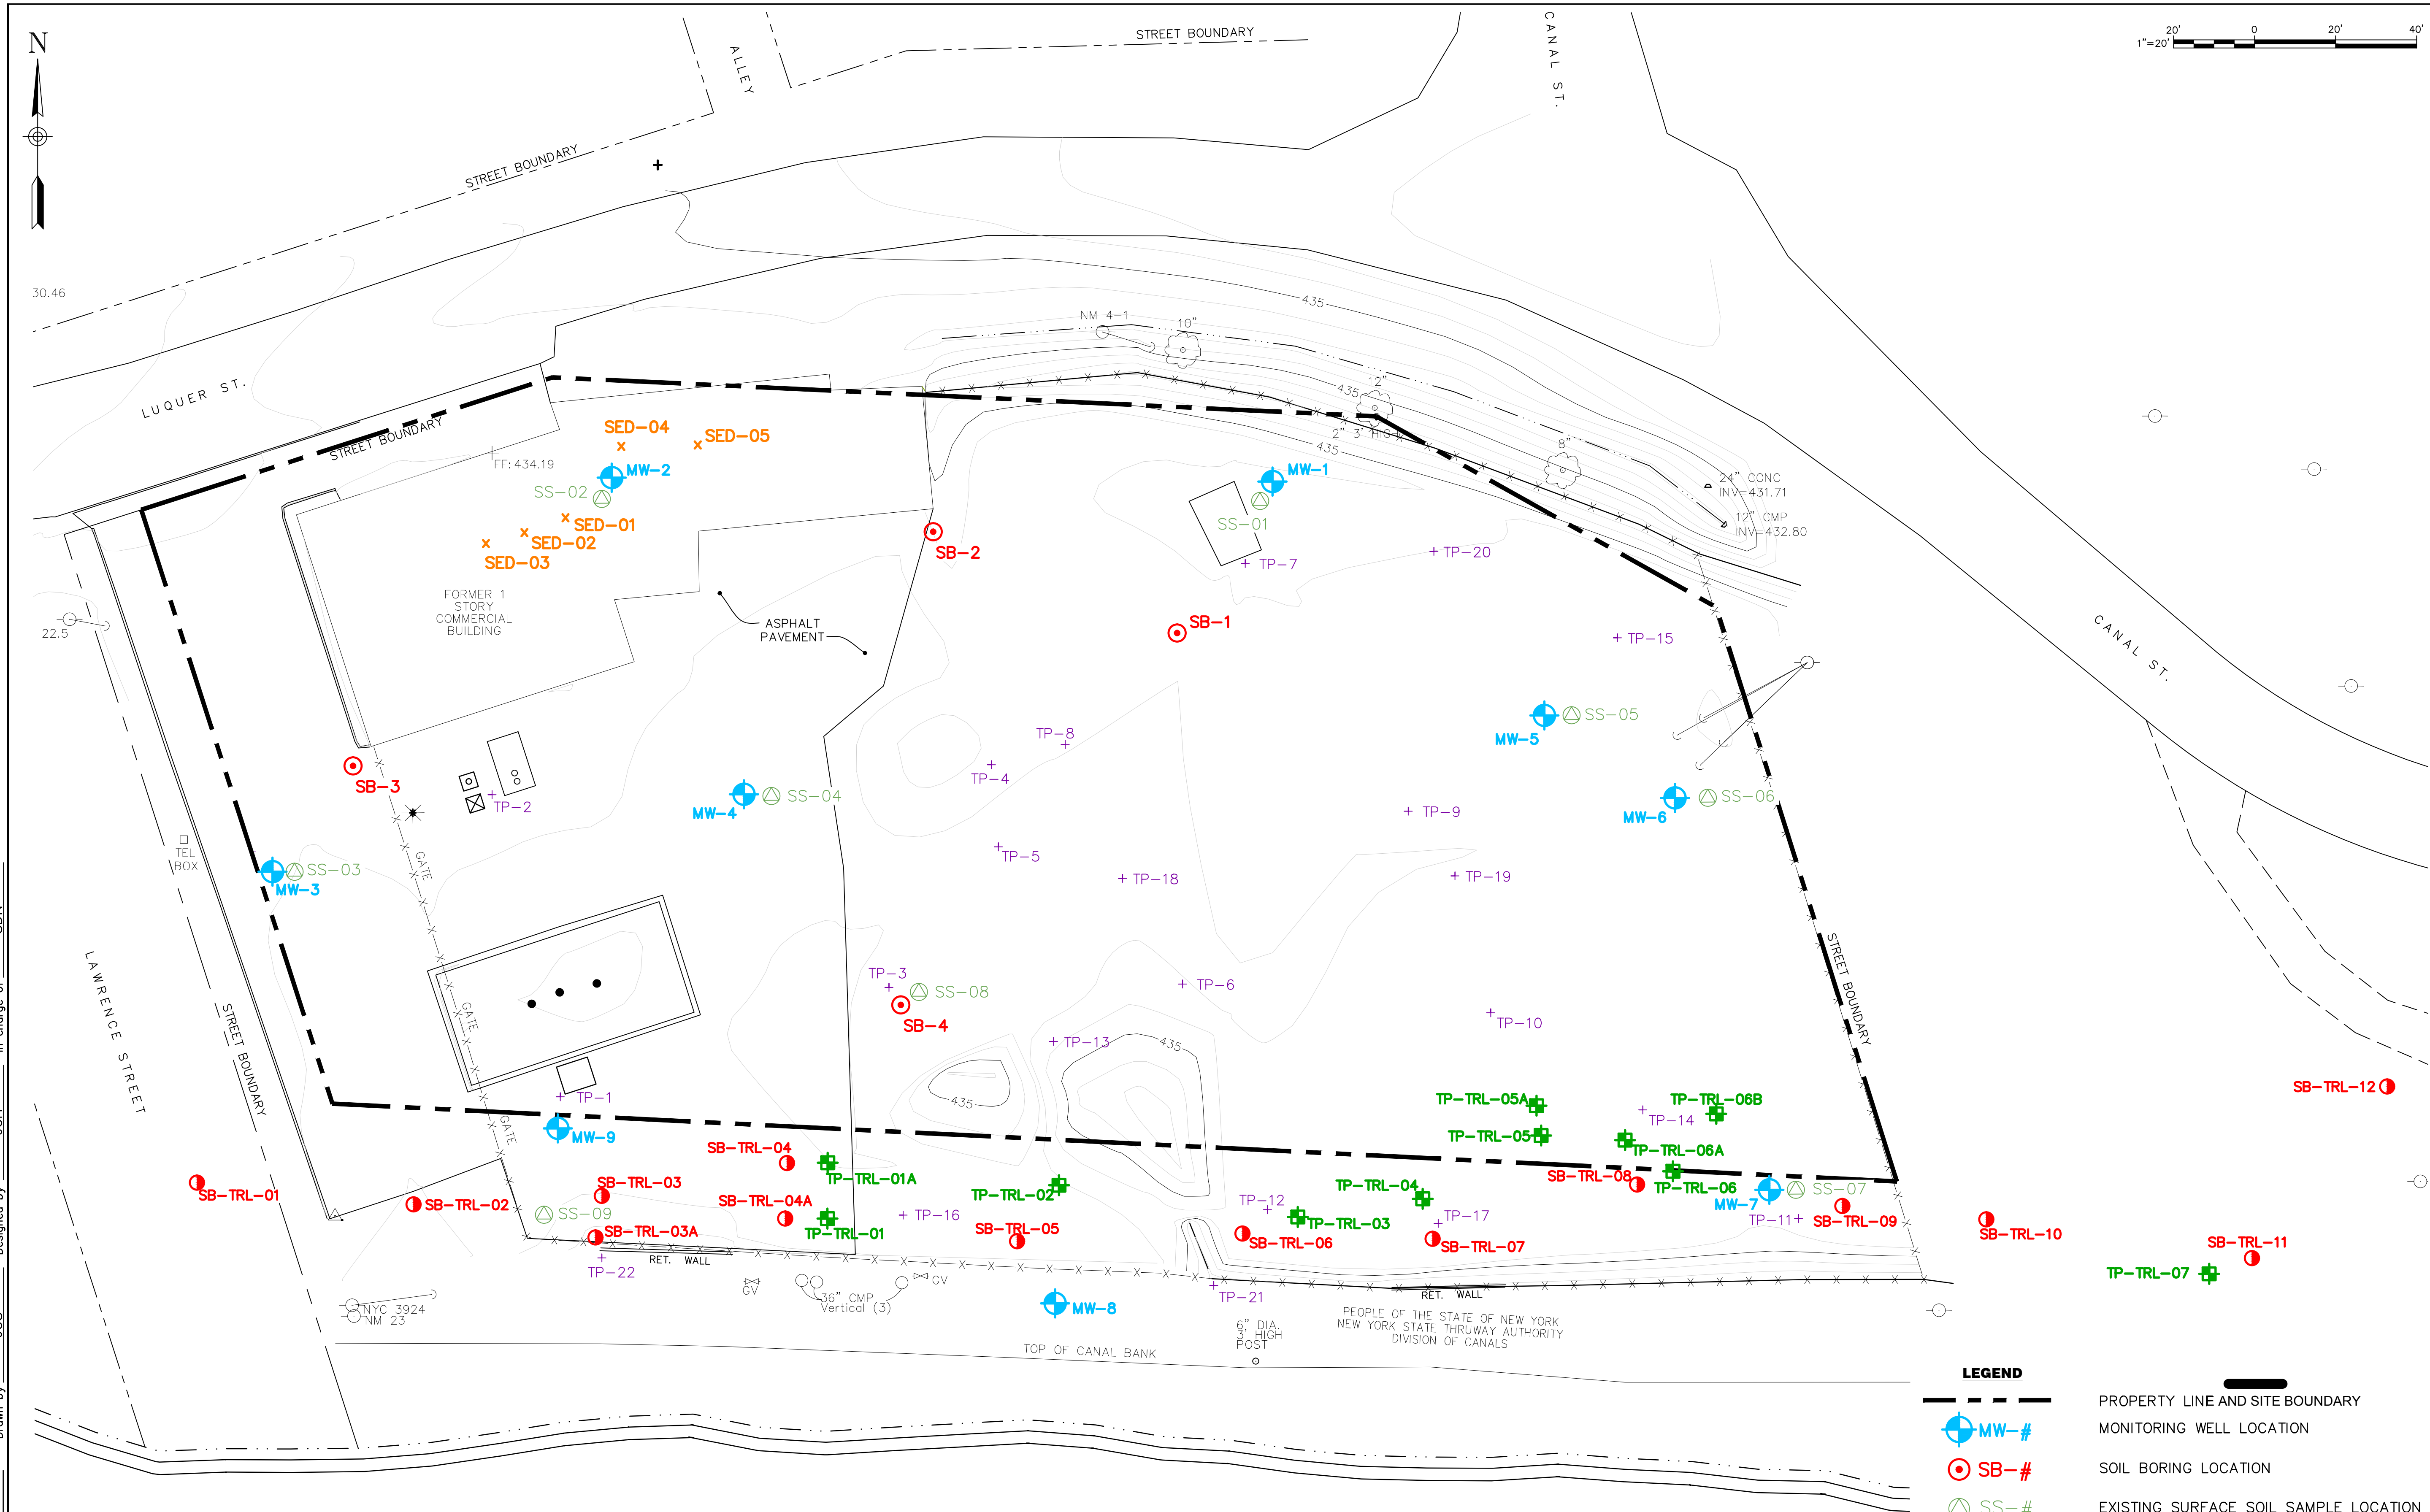 N
ALLEY
STREET BOUNDARY
CANAL ST.
1"=20'
20'
0
20'
40'
STREET BOUNDARY
30.46
435
NM 4-1
10"
LUQUER ST.
STREET BOUNDARY
12"
435
2" 3' HIGH
435
8"
SED-04
SED-05
FF: 434.19
MW-2
SS-02
SED-01
SED-02
SED-03
MW-1
SS-01
24" CONC
INV=431.71
12" CMP
INV=432.80
SB-2
TP-7
TP-20
FORMER 1
STORY
COMMERCIAL
BUILDING
ASPHALT
PAVEMENT
SB-1
TP-15
22.5
CANAL ST.
SS-05
MW-5
TP-8
TP-4
SB-3
TP-2
MW-4
SS-04
TP-9
MW-6
SS-06
TEL
BOX
GATE
SS-03
MW-3
TP-5
TP-18
TP-19
LAWRENCE STREET
STREET BOUNDARY
GATE
TP-3
SS-08
SB-4
TP-6
TP-10
STREET BOUNDARY
TP-13
435
435
TP-1
GATE
MW-9
TP-TRL-05A
TP-TRL-05
TP-TRL-06B
TP-14
TP-TRL-06A
TP-TRL-06
SB-TRL-12
SB-TRL-01
SB-TRL-02
SB-TRL-03
SB-TRL-04
TP-TRL-01A
SB-TRL-04A
TP-TRL-01
SS-09
SB-TRL-03A
TP-16
TP-TRL-02
SB-TRL-05
TP-12
TP-TRL-03
SB-TRL-06
TP-TRL-04
TP-17
SB-TRL-07
SB-TRL-08
MW-7
SS-07
TP-11
SB-TRL-09
SB-TRL-10
SB-TRL-11
TP-TRL-07
TP-22
RET. WALL
GV
36" CMP
Vertical (3)
GV
MW-8
TP-21
RET. WALL
NYC 3924
NM 23
6" DIA.
3' HIGH
POST
PEOPLE OF THE STATE OF NEW YORK
NEW YORK STATE THRUWAY AUTHORITY
DIVISION OF CANALS
TOP OF CANAL BANK
LEGEND
PROPERTY LINE AND SITE BOUNDARY
MW-#
MONITORING WELL LOCATION
SB-#
SOIL BORING LOCATION
SS-#
EXISTING SURFACE SOIL SAMPLE LOCATION
In charge of
Designed by
Drawn by